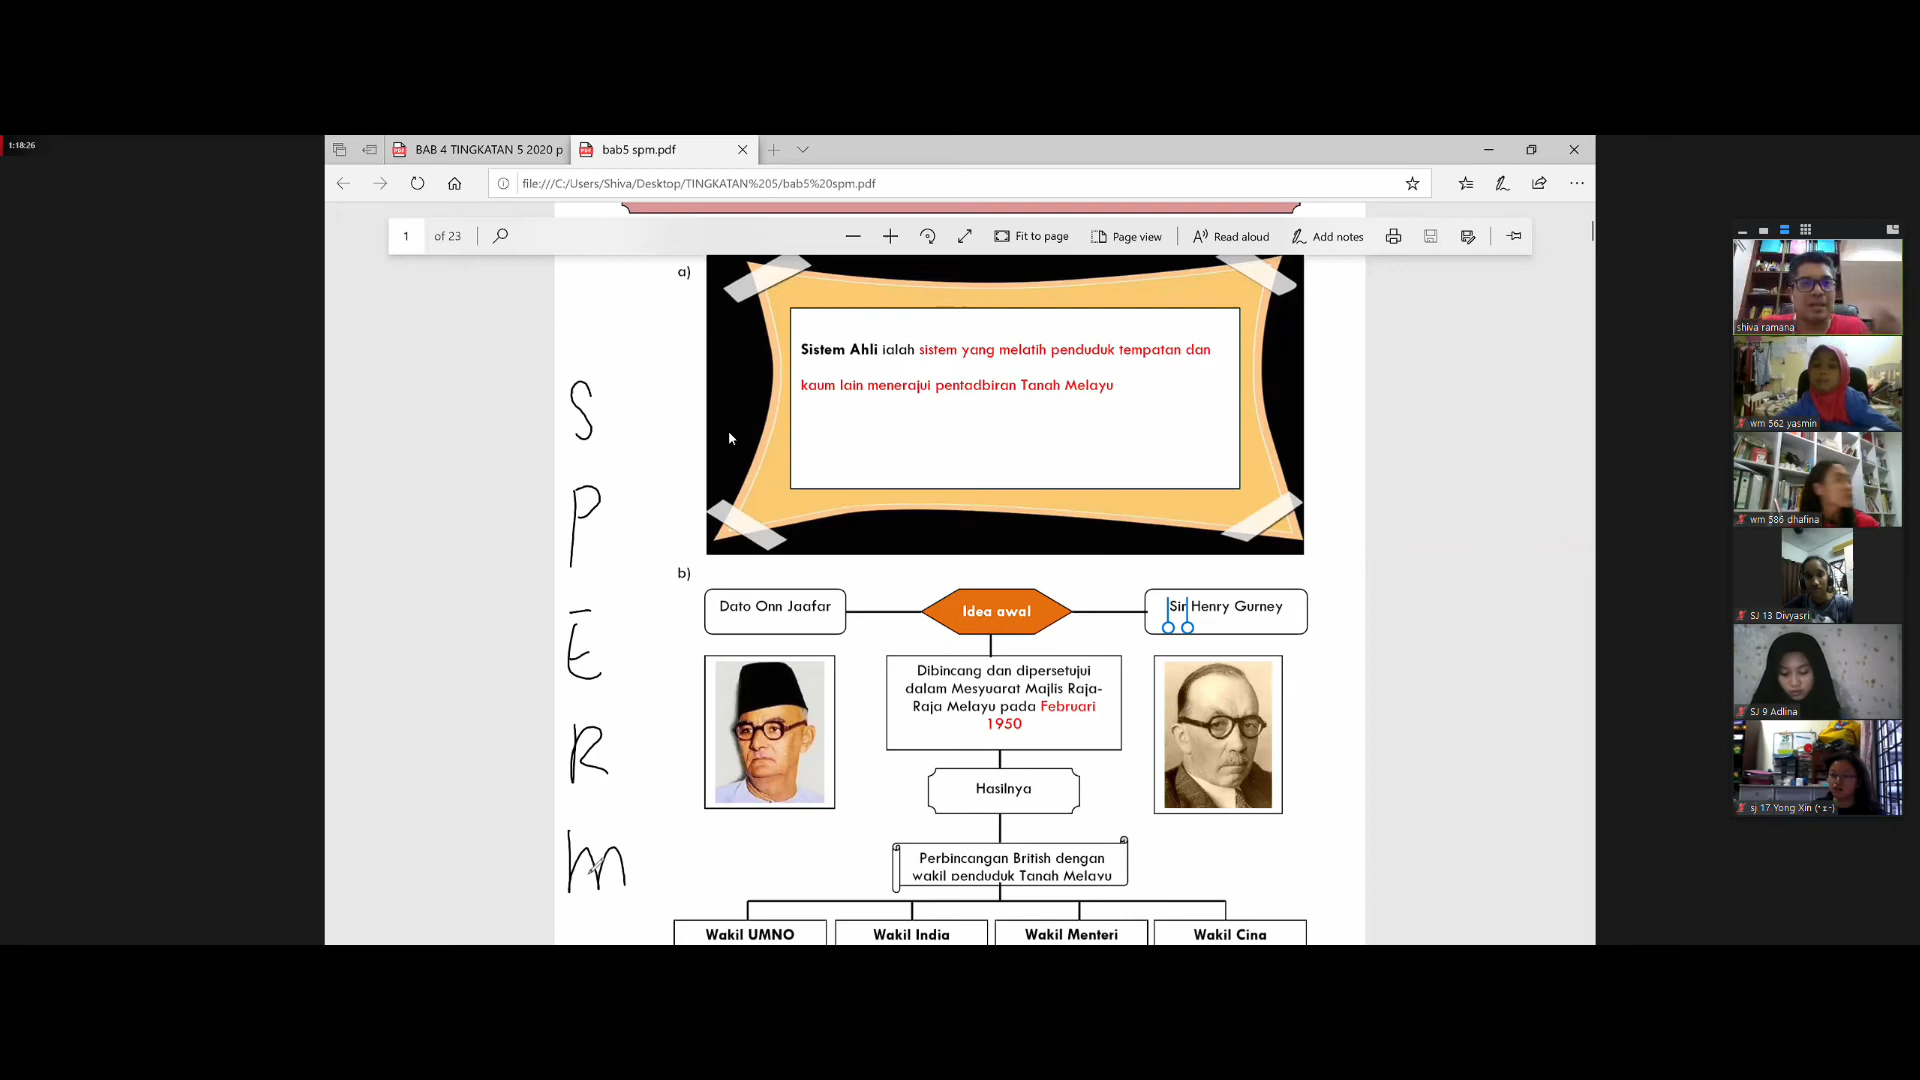 1:18:26
BAB 4 TINGKATAN 5 2020 p
bab5 spm.pdf
file:///C:/Users/Shiva/Desktop/TINGKATAN%205/bab5%20spm.pdf
1 of 23
Fit to page
Page view
Read aloud
Add notes
a)
Sistem Ahli ialah sistem yang melatih penduduk tempatan dan
kaum lain menerajui pentadbiran Tanah Melayu
S
P
E
R
M
b)
Dato Onn Jaafar
Idea awal
Sir Henry Gurney
Dibincang dan dipersetujui
dalam Mesyuarat Majlis Raja-
Raja Melayu pada Februari
1950
Hasilnya
Perbincangan British dengan
wakil penduduk Tanah Melayu
Wakil UMNO
Wakil India
Wakil Menteri
Wakil Cina
shiva ramana
wm 562 yasmin
wm 586 dhafina
SJ 13 Divyasri
SJ 9 Adlina
sj 17 Yong Xin